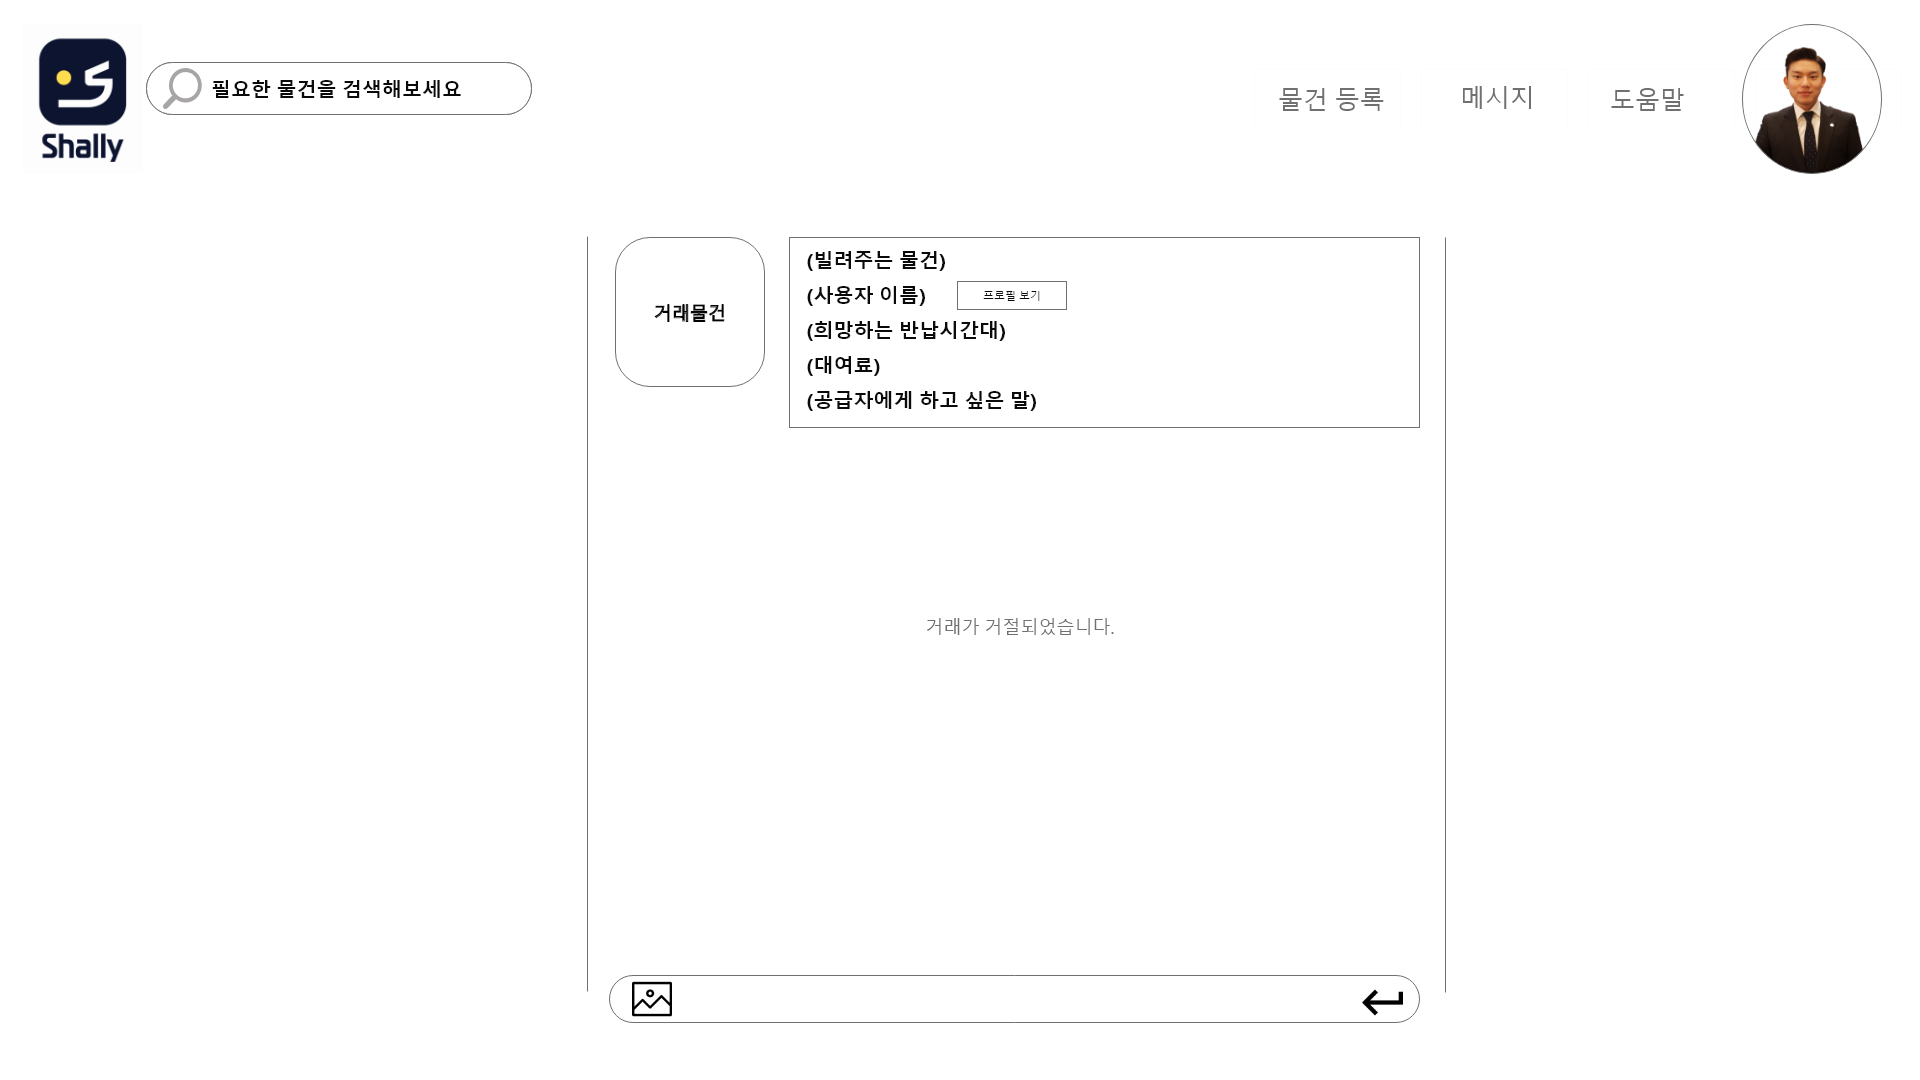 Shally
필요한 물건을 검색해보세요
물건 등록
메시지
도움말
거래물건
(빌려주는 물건)
(사용자 이름)
프로필 보기
(희망하는 반납시간대)
(대여료)
(공급자에게 하고 싶은 말)
거래가 거절되었습니다.